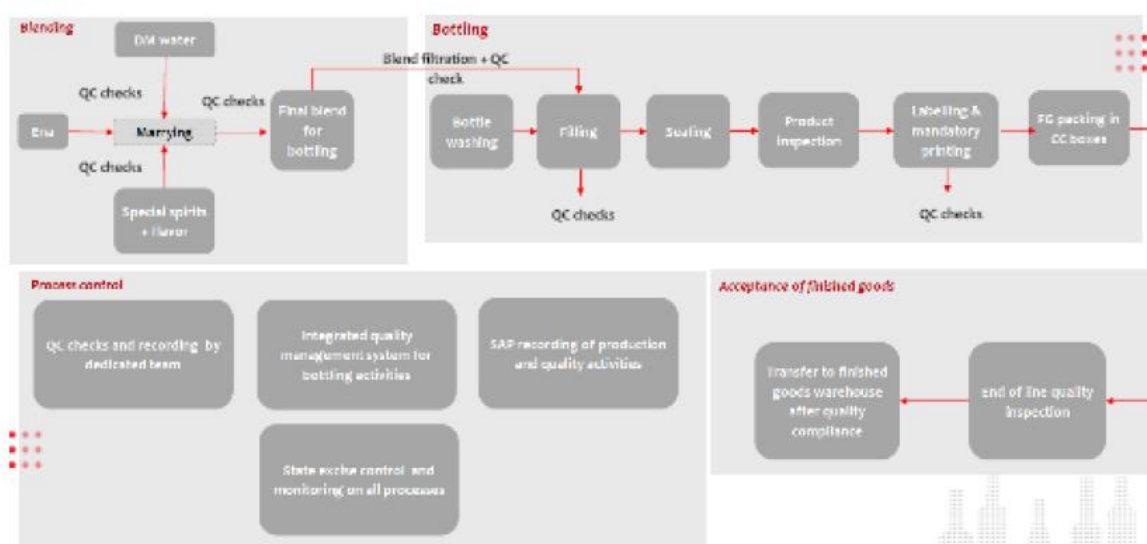 Blending
DM water
QC checks
QC checks
Ena
Marrying
Final blend
for
bottling
QC checks
Special spirits
+ flavor
Bottling
Blend filtration + QC
check
Bottle
washing
Filling
Sealing
Product
inspection
Labelling &
mandatory
printing
FG packing in
CC boxes
QC checks
QC checks
Process control
QC checks and recording by
dedicated team
Integrated quality
management system for
bottling activities
SAP recording of production
and quality activities
State excise control and
monitoring on all processes
Acceptance of finished goods
Transfer to finished
goods warehouse
after quality
compliance
End of line quality
inspection